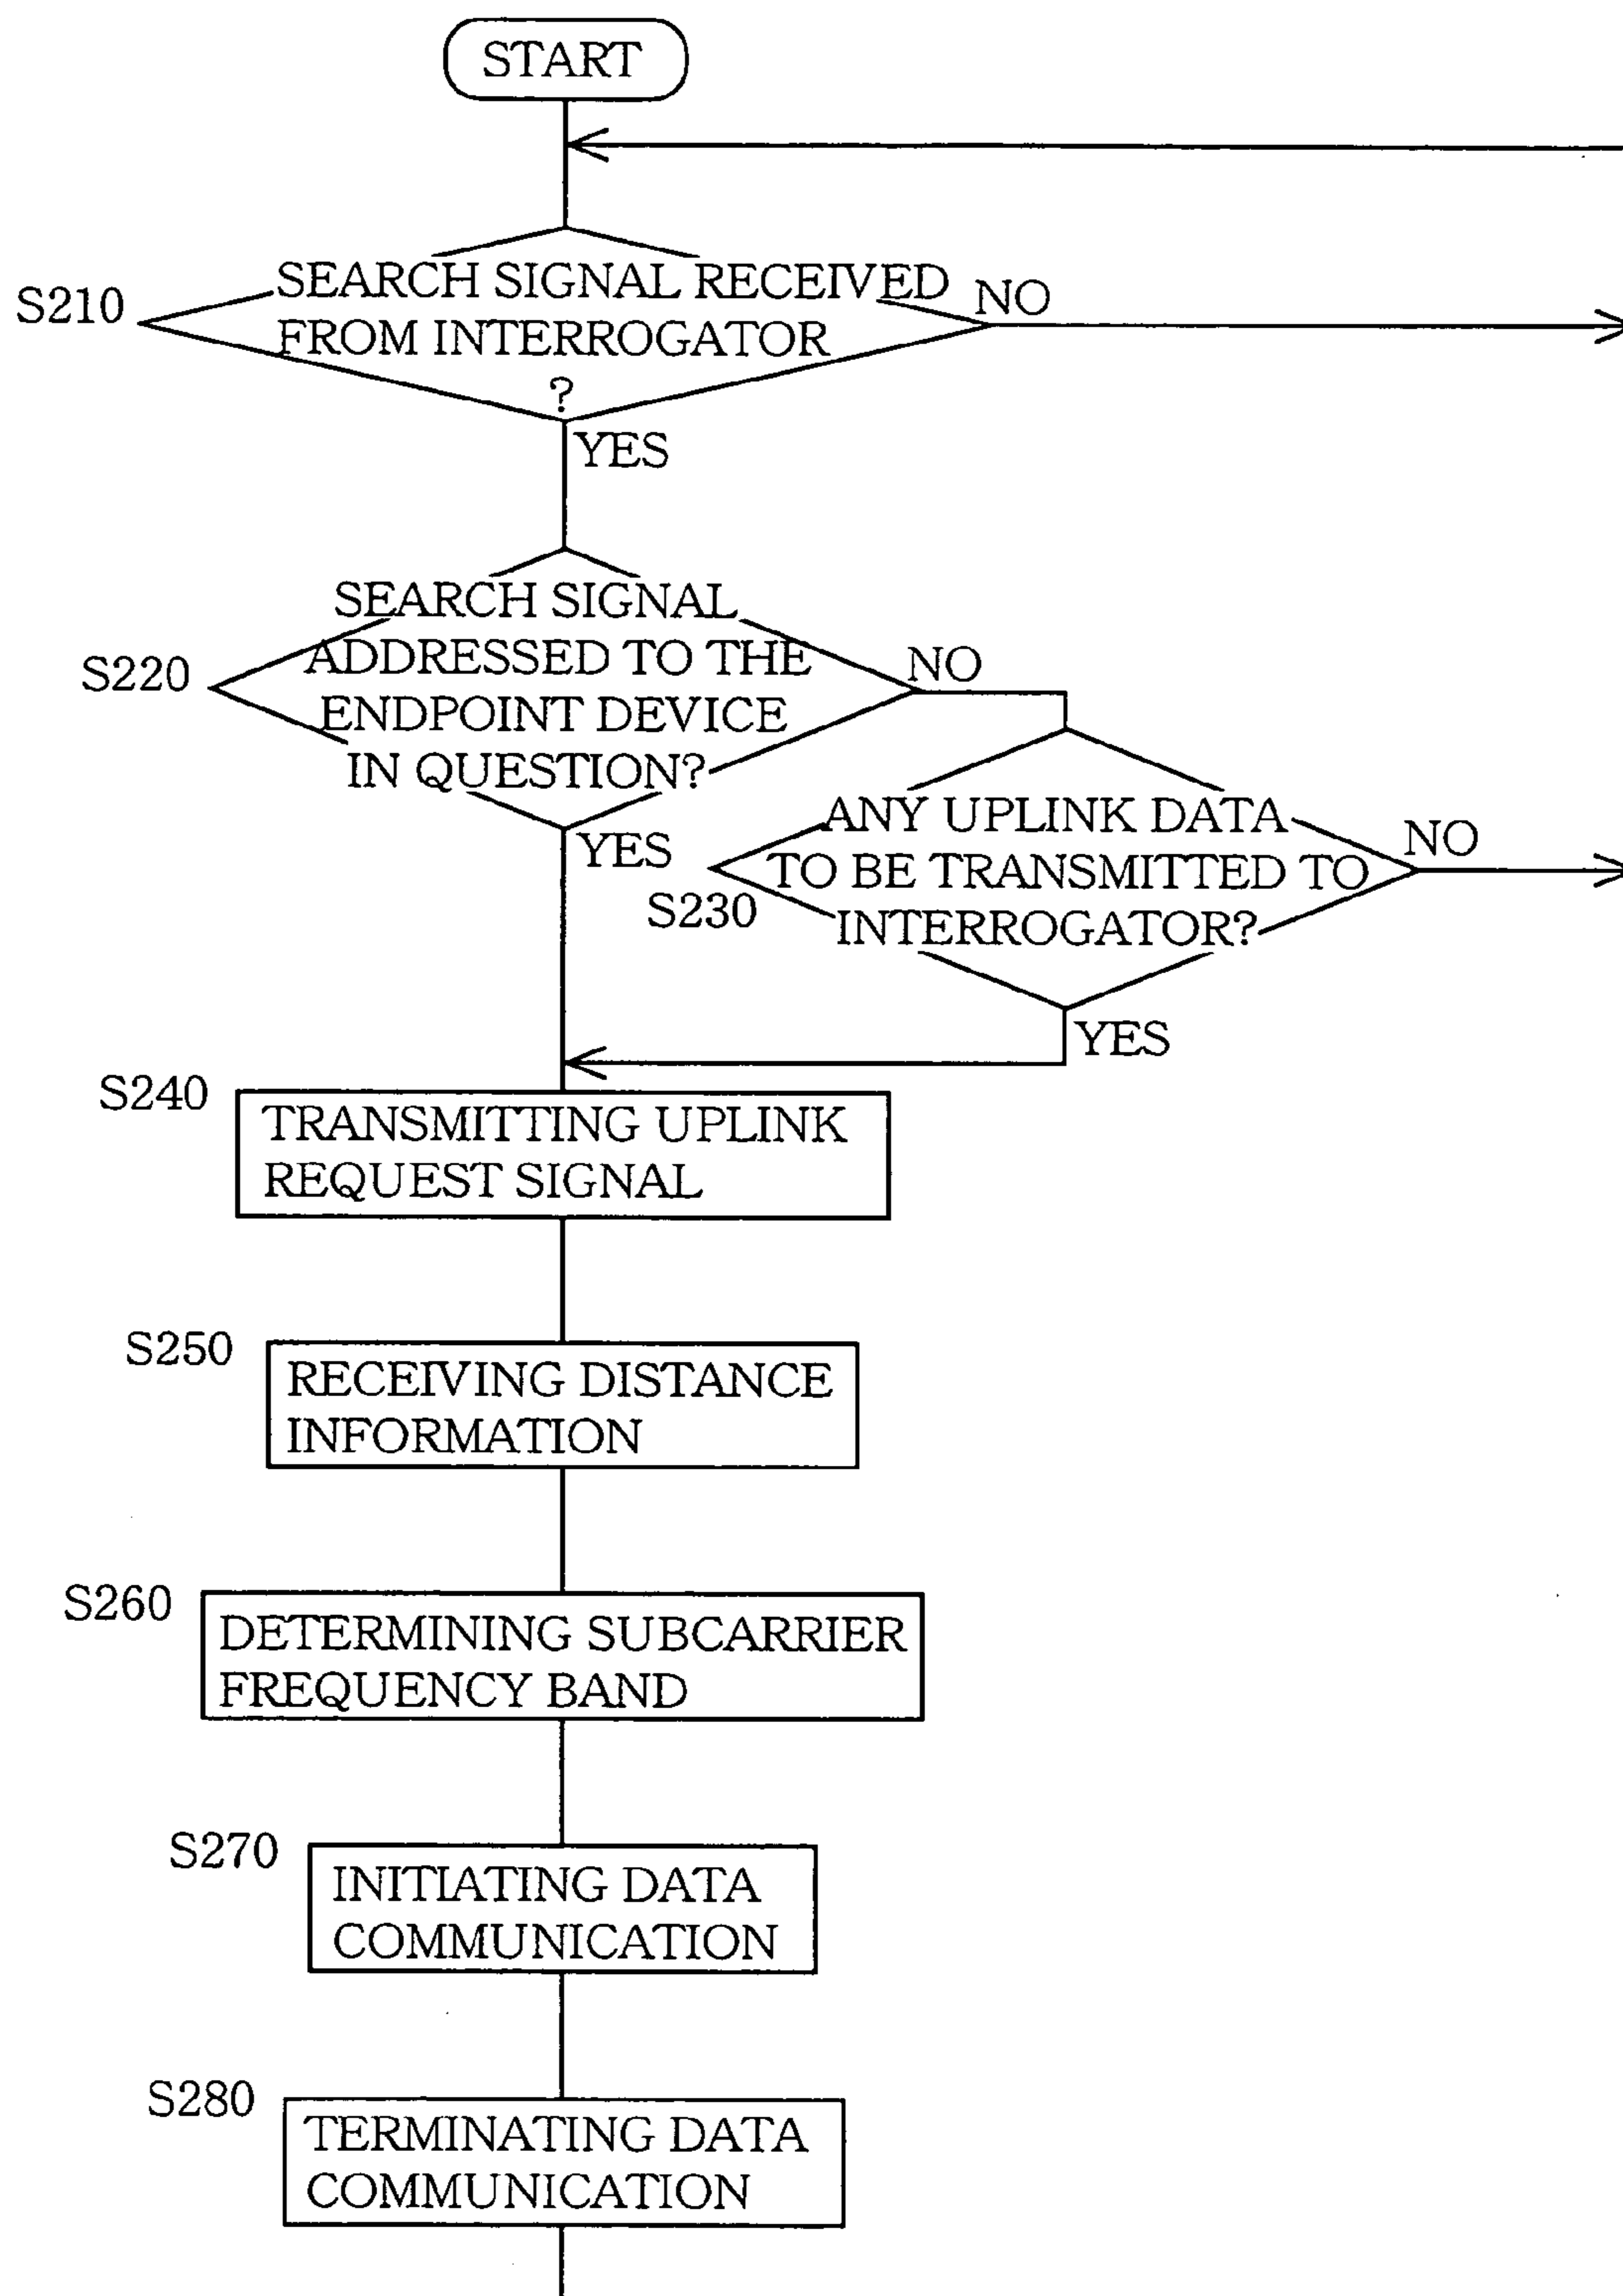 START
S210
SEARCH SIGNAL RECEIVED
FROM INTERROGATOR
?
NO
YES
S220
SEARCH SIGNAL
ADDRESSED TO THE
ENDPOINT DEVICE
IN QUESTION?
NO
YES
S230
ANY UPLINK DATA
TO BE TRANSMITTED TO
INTERROGATOR?
NO
YES
S240
TRANSMITTING UPLINK
REQUEST SIGNAL
S250
RECEIVING DISTANCE
INFORMATION
S260
DETERMINING SUBCARRIER
FREQUENCY BAND
S270
INITIATING DATA
COMMUNICATION
S280
TERMINATING DATA
COMMUNICATION